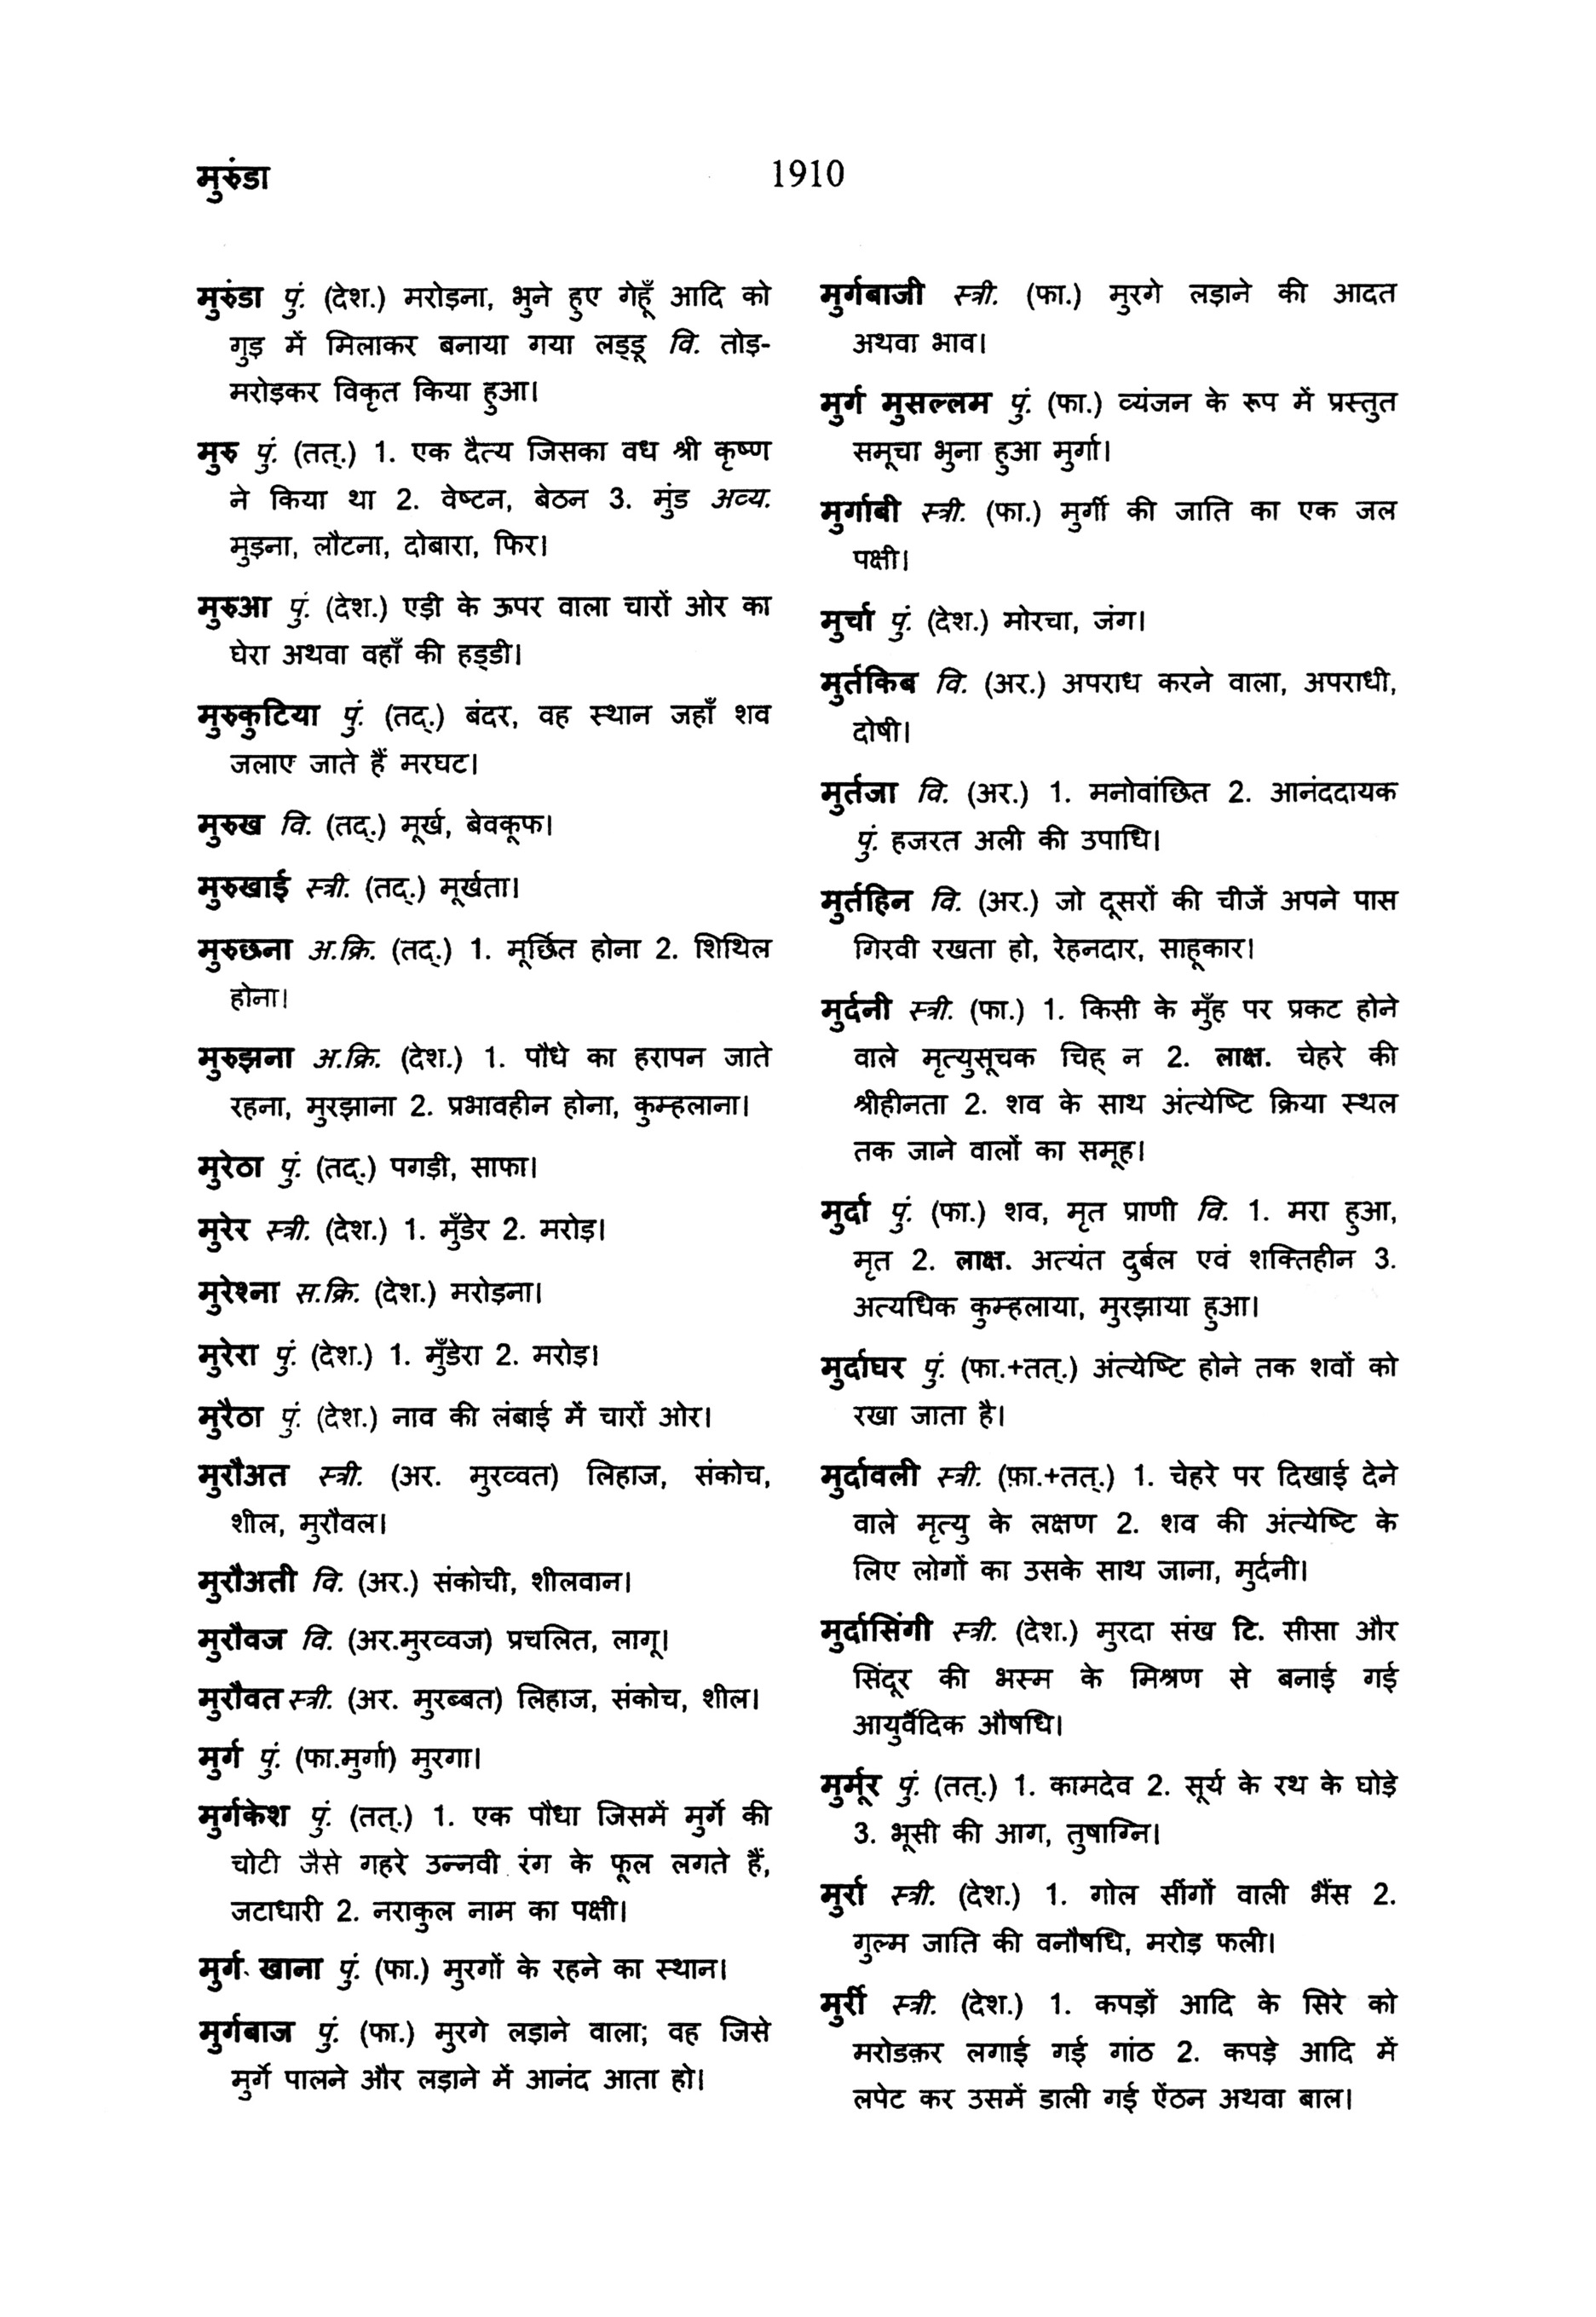 मुरुंडा
1910
मुरुंडा पुं. (देश.) मरोड़ना, भुने हुए गेहूँ आदि को
गुड़ में मिलाकर बनाया गया लड्डू वि. तोड़-
मरोड़कर विकृत किया हुआ।
मुरु पुं. (तत्.) 1. एक दैत्य जिसका वध श्री कृष्ण
ने किया था 2. वेष्टन, बेठन 3. मुंड अव्य.
मुड़ना, लौटना, दोबारा, फिर।
मुरुआ पुं. (देश.) एड़ी के ऊपर वाला चारों ओर का
घेरा अथवा वहाँ की हड्डी।
मुरुकुटिया पुं. (तद्.) बंदर, वह स्थान जहाँ शव
जलाए जाते हैं मरघट।
मुरुख वि. (तद्.) मूर्ख, बेवकूफ।
मुरुखाई स्त्री. (तद्.) मूर्खता।
मुरुछना अ.क्रि. (तद्.) 1. मूर्छित होना 2. शिथिल
होना।
मुरुझना अ.क्रि. (देश.) 1. पौधे का हरापन जाते
रहना, मुरझाना 2. प्रभावहीन होना, कुम्हलाना।
मुरेठा पुं. (तद्.) पगड़ी, साफा।
मुरेर स्त्री. (देश.) 1. मुँडेर 2. मरोड़।
मुरेश्ना स.क्रि. (देश.) मरोड़ना।
मुरेरा पुं. (देश.) 1. मुँडेरा 2. मरोड़।
मुरैठा पुं. (देश.) नाव की लंबाई में चारों ओर।
मुरौअत स्त्री. (अर. मुरव्वत) लिहाज, संकोच,
शील, मुरौवल।
मुरौअती वि. (अर.) संकोची, शीलवान।
मुरौवज वि. (अर.मुरव्वज) प्रचलित, लागू।
मुरौवत स्त्री. (अर. मुरब्बत) लिहाज, संकोच, शील।
मुर्ग पुं. (फा.मुर्गा) मुरगा।
मुर्गकेश पुं. (तत्.) 1. एक पौधा जिसमें मुर्गे की
चोटी जैसे गहरे उन्नवी रंग के फूल लगते हैं,
जटाधारी 2. नराकुल नाम का पक्षी।
मुर्ग खाना पुं. (फा.) मुरगों के रहने का स्थान।
मुर्गबाज पुं. (फा.) मुरगे लड़ाने वाला; वह जिसे
मुर्गे पालने और लड़ाने में आनंद आता हो।
मुर्गबाजी स्त्री. (फा.) मुरगे लड़ाने की आदत
अथवा भाव।
मुर्ग मुसल्लम पुं. (फा.) व्यंजन के रूप में प्रस्तुत
समूचा भुना हुआ मुर्गा।
मुर्गाबी स्त्री. (फा.) मुर्गी की जाति का एक जल
पक्षी।
मुर्चा पुं. (देश.) मोरचा, जंग।
मुर्तकिब वि. (अर.) अपराध करने वाला, अपराधी,
दोषी।
मुर्तजा वि. (अर.) 1. मनोवांछित 2. आनंददायक
पुं. हजरत अली की उपाधि।
मुर्तहिन वि. (अर.) जो दूसरों की चीजें अपने पास
गिरवी रखता हो, रेहनदार, साहूकार।
मुर्दनी स्त्री. (फा.) 1. किसी के मुँह पर प्रकट होने
वाले मृत्युसूचक चिह् न 2. लाक्ष. चेहरे की
श्रीहीनता 2. शव के साथ अंत्येष्टि क्रिया स्थल
तक जाने वालों का समूह।
मुर्दा पुं. (फा.) शव, मृत प्राणी वि. 1. मरा हुआ,
मृत 2. लाक्ष. अत्यंत दुर्बल एवं शक्तिहीन 3.
अत्यधिक कुम्हलाया, मुरझाया हुआ।
मुर्दाघर पुं. (फा.+तत्.) अंत्येष्टि होने तक शवों को
रखा जाता है।
मुर्दावली स्त्री. (फ़ा.+तत्.) 1. चेहरे पर दिखाई देने
वाले मृत्यु के लक्षण 2. शव की अंत्येष्टि के
लिए लोगों का उसके साथ जाना, मुर्दनी।
मुर्दासिंगी स्त्री. (देश.) मुरदा संख टि. सीसा और
सिंदूर की भस्म के मिश्रण से बनाई गई
आयुर्वैदिक औषधि।
मुर्मूर पुं. (तत्.) 1. कामदेव 2. सूर्य के रथ के घोड़े
3. भूसी की आग, तुषाग्नि।
मुर्रा स्त्री. (देश.) 1. गोल सींगों वाली भैंस 2.
गुल्म जाति की वनौषधि, मरोड़ फली।
मुर्री स्त्री. (देश.) 1. कपड़ों आदि के सिरे को
मरोडक़र लगाई गई गांठ 2. कपड़े आदि में
लपेट कर उसमें डाली गई ऐंठन अथवा बाल।